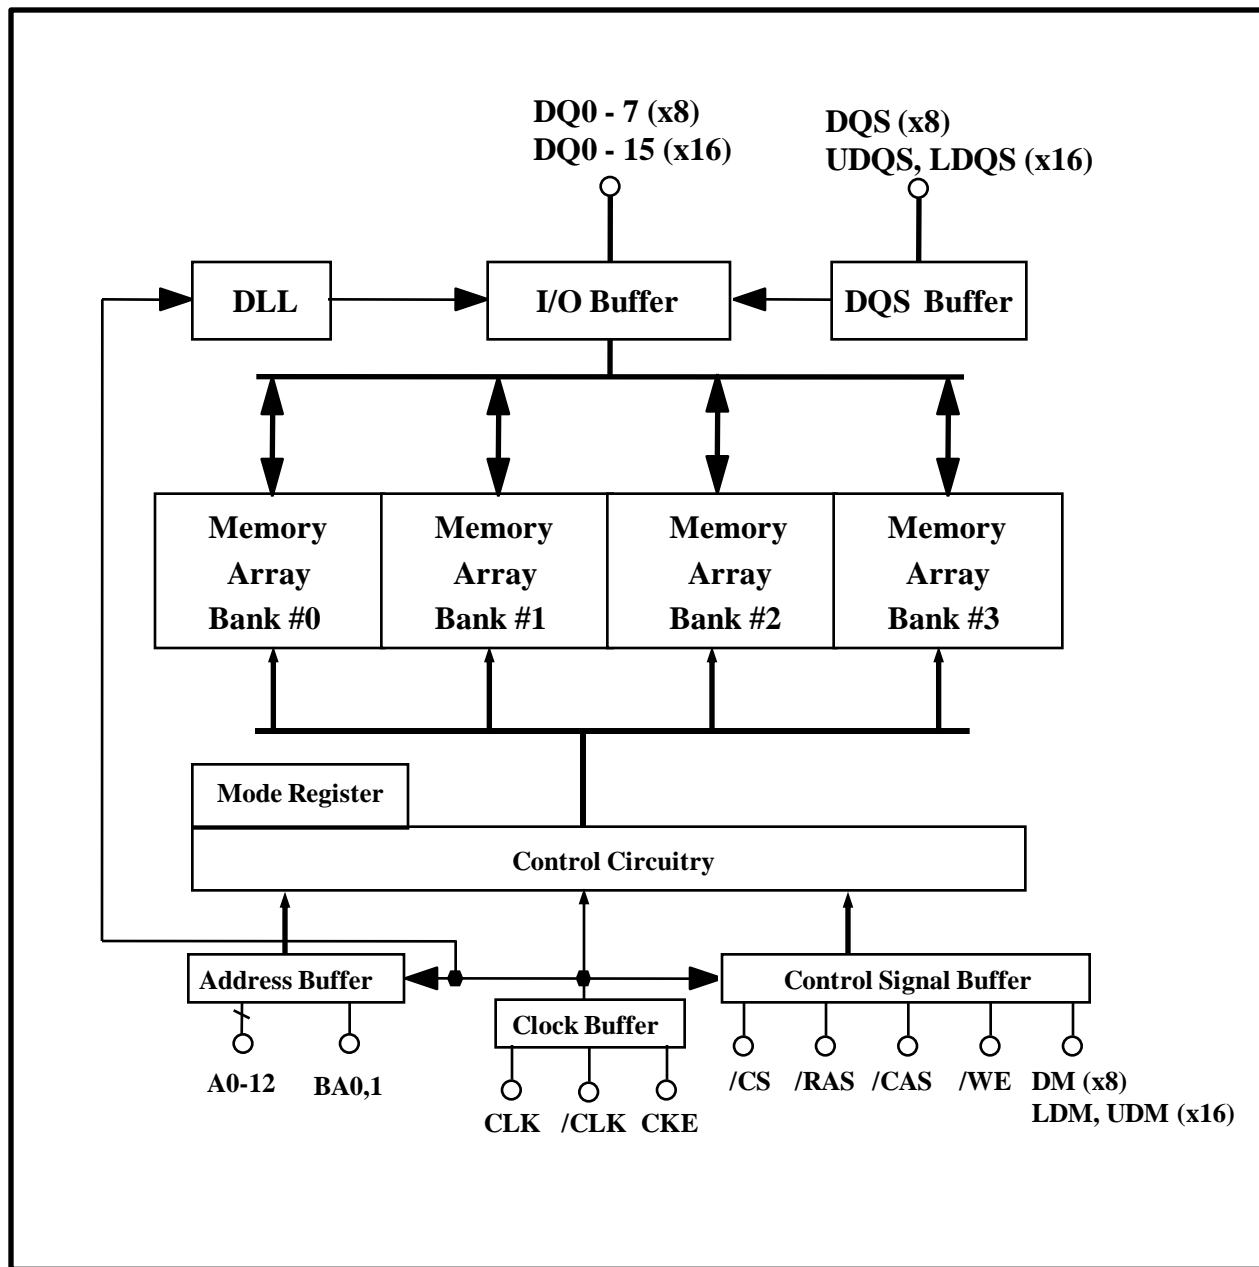 DQ0 - 7 (x8)
DQ0 - 15 (x16)
DQS (x8)
UDQS, LDQS (x16)
DLL
I/O Buffer
DQS Buffer
Memory
Array
Bank #0
Memory
Array
Bank #1
Memory
Array
Bank #2
Memory
Array
Bank #3
Mode Register
Control Circuitry
Address Buffer
Control Signal Buffer
Clock Buffer
A0-12
BA0,1
CLK
/CLK
CKE
/CS
/RAS
/CAS
/WE
DM (x8)
LDM, UDM (x16)